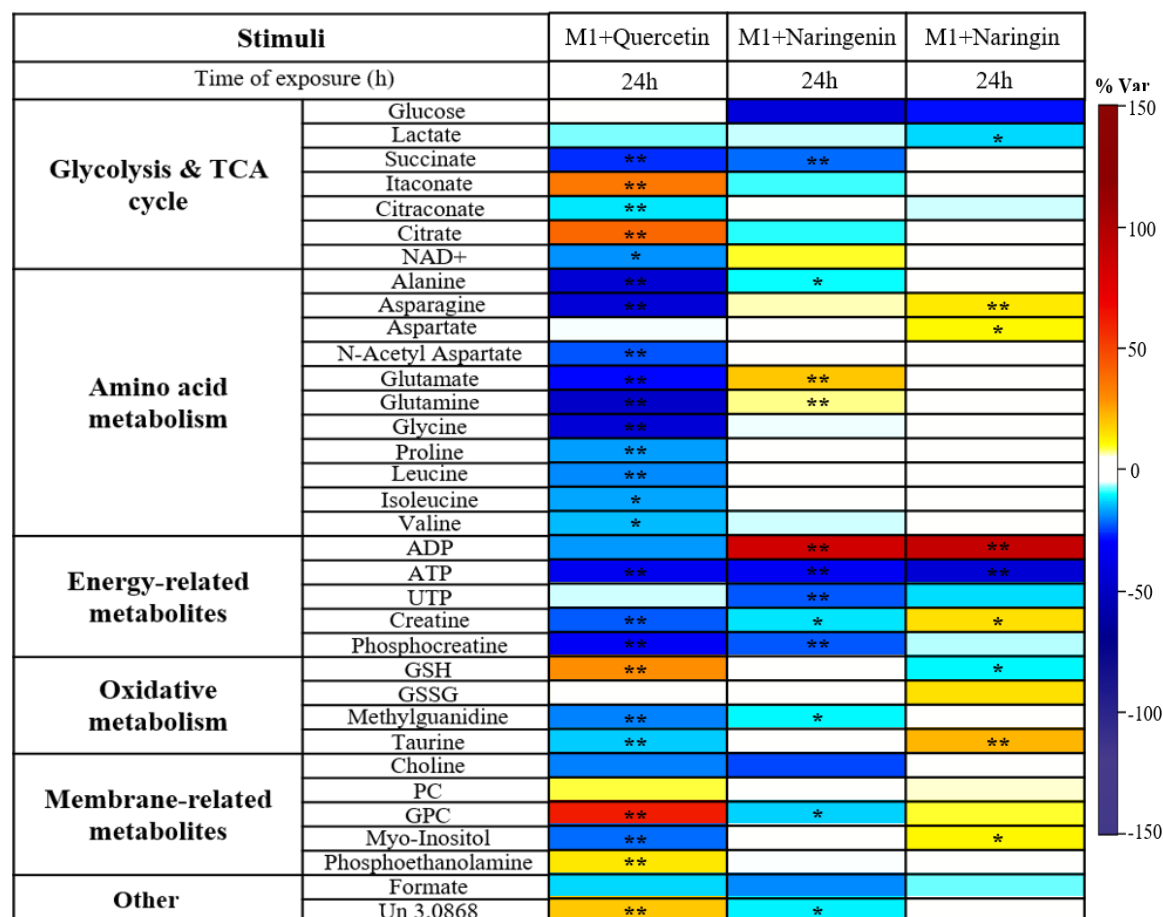 Stimuli M1+Quercetin M1+Naringenin M1+Naringin
Time of exposure (h) 24h 24h 24h
% Var
Glycolysis & TCA
cycle
Glucose
Lactate *
Succinate ** **
Itaconate **
Citraconate **
Citrate **
NAD+ *
Amino acid
metabolism
Alanine ** *
Asparagine ** **
Aspartate *
N-Acetyl Aspartate **
Glutamate ** **
Glutamine ** **
Glycine **
Proline **
Leucine **
Isoleucine *
Valine *
Energy-related
metabolites
ADP ** **
ATP ** ** **
UTP **
Creatine ** * *
Phosphocreatine ** **
Oxidative
metabolism
GSH ** *
GSSG
Methylguanidine ** *
Taurine ** **
Membrane-related
metabolites
Choline
PC
GPC ** *
Myo-Inositol ** *
Phosphoethanolamine **
Other
Formate
Un 3.0868 ** *
150
100
50
0
-50
-100
-150